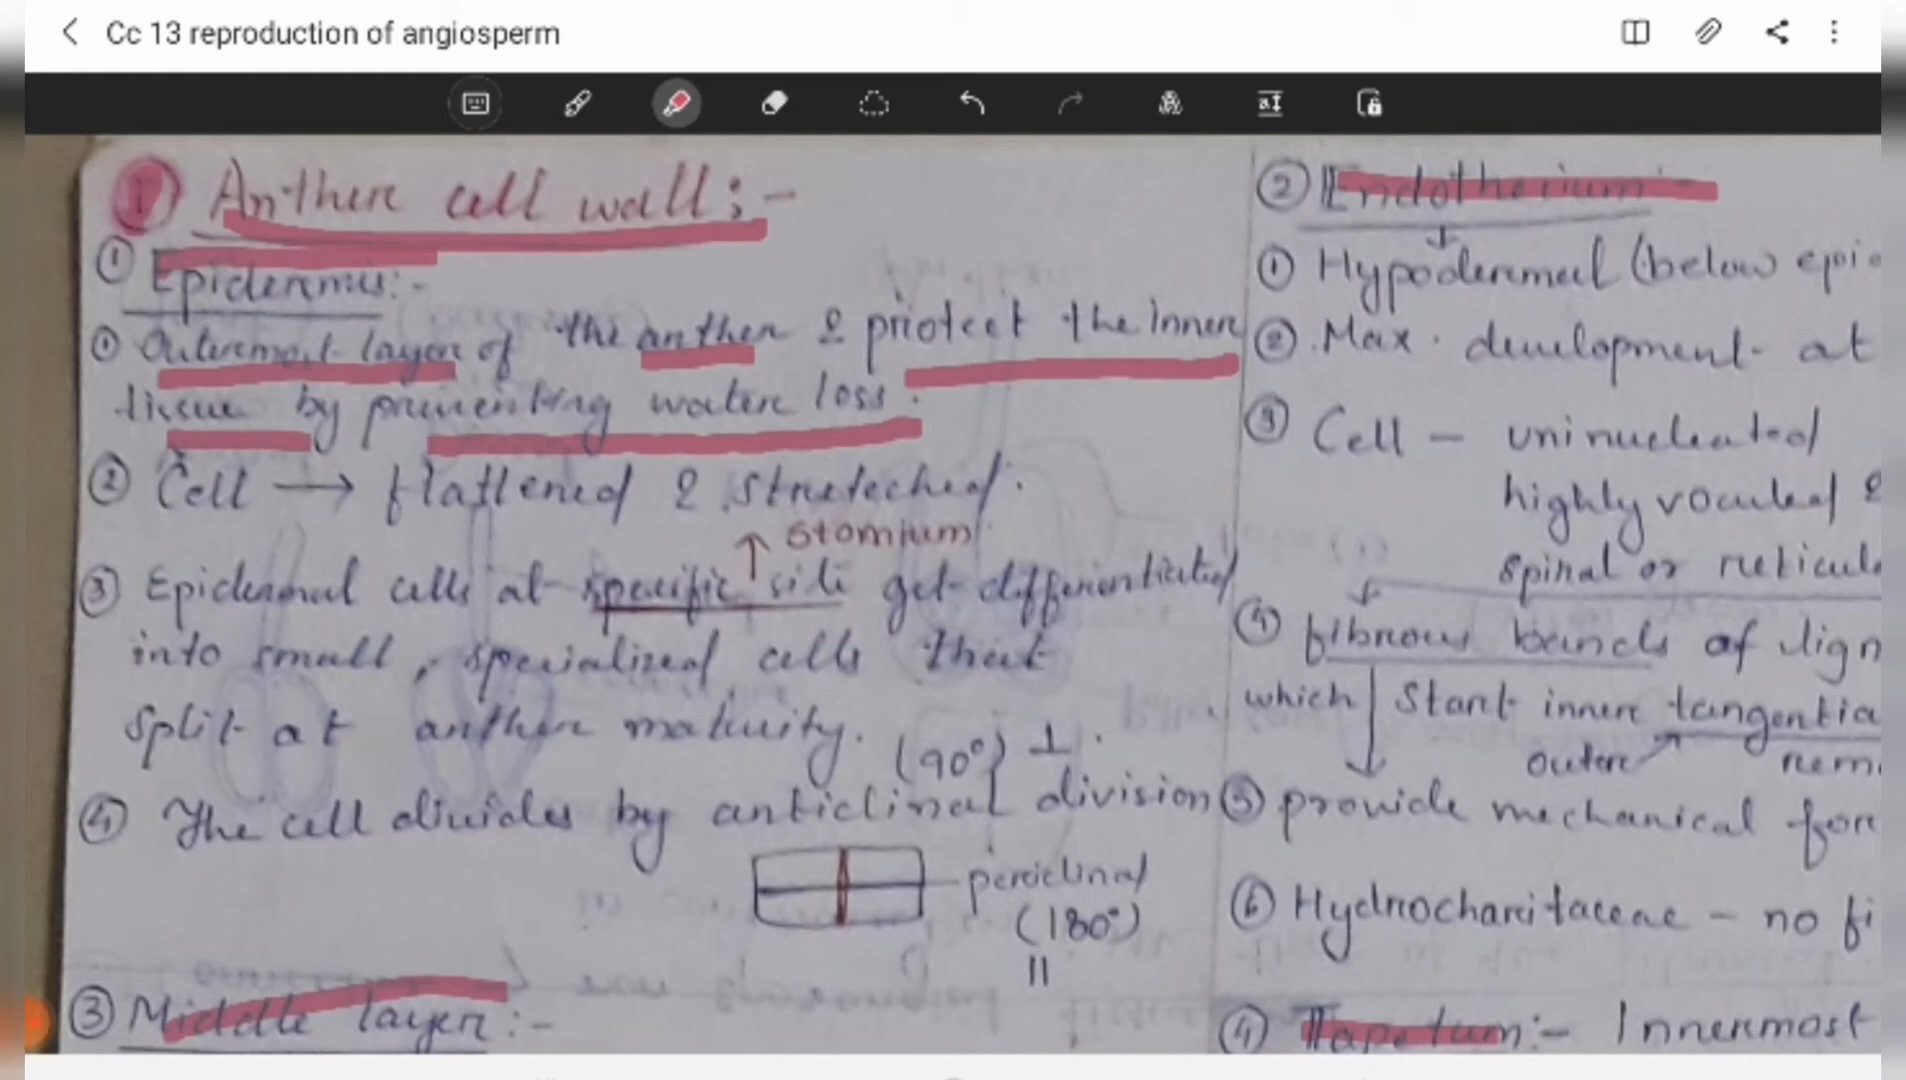 Cc 13 reproduction of angiosperm
I) Anther cell wall :-
① Epidermis :-
① Outermost layer of the anther & protect the inner
tissue by preventing water loss.
② Cell → flattened & stretched.
↑ stomium
③ Epidermal cells at specific site get differentiated
into small, specialized cells that
split at anther maturity.
(90°) ⊥.
④ The cell divides by anticlinal division
periclinal
(180°)
||
③ Middle layer :-
② Endothecium :-
① Hypodermal (below epi
② Max. development at
③ Cell - uninucleated
highly &
spiral or
④ fibrous bands of lign
which start inner tangentia
outer
⑤ provide mechanical for
⑥ Hydrocharitaceae - no fi
④ Tapetum :- Innermost